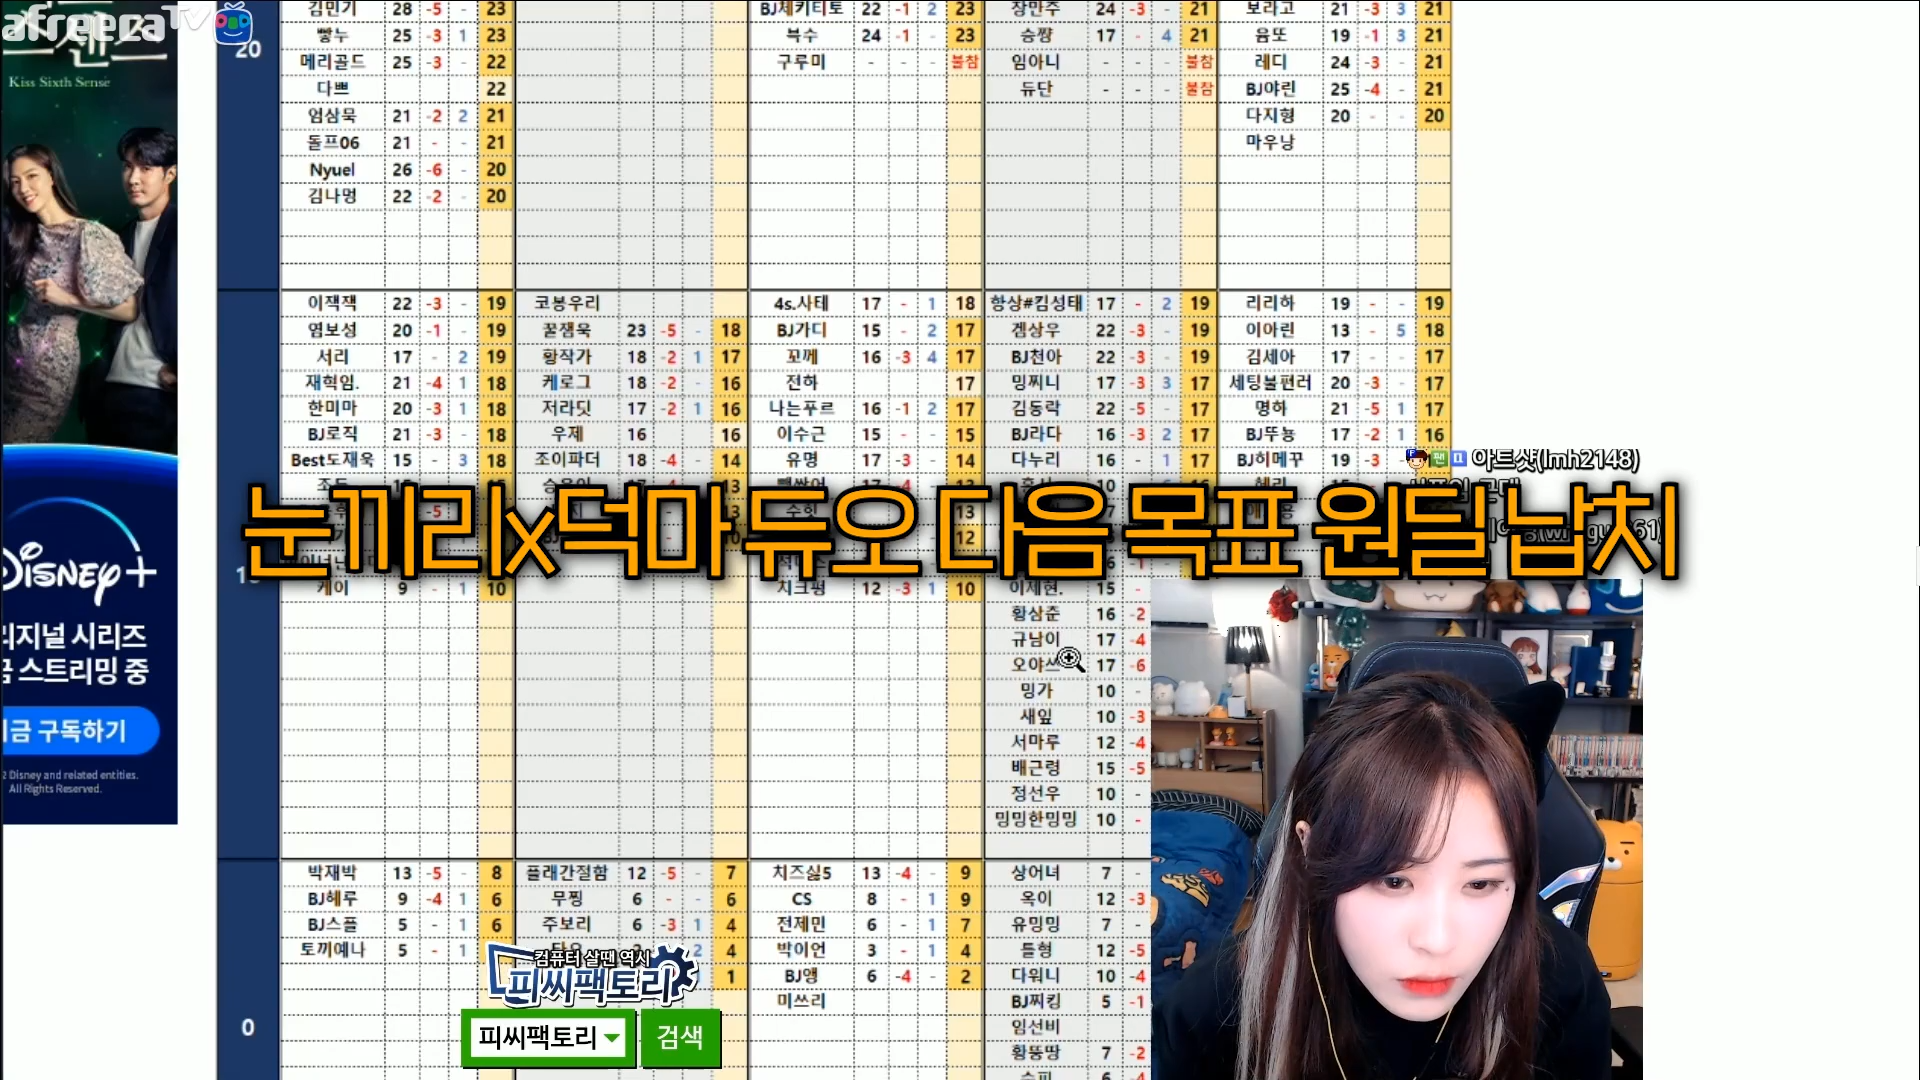 afreecaTV
센스
Kiss Sixth Sense
Disney+
리지널 시리즈
금 스트리밍 중
지금 구독하기
2 Disney and related entities.
All Rights Reserved.
20
김민기 28 -5 - 23
빵누 25 -3 1 23
메리골드 25 -3 - 22
다쁘 22
엄삼묵 21 -2 2 21
돌프06 21 - - 21
Nyuel 26 -6 - 20
김나멍 22 -2 - 20
BJ체키티토 22 -1 2 23
복수 24 -1 - 23
구루미 - - - 불참
장만주 24 -3 - 21
승쨩 17 - 4 21
임아니 - - - 불참
듀단 - - - 불참
보라고 21 -3 3 21
음또 19 -1 3 21
레디 24 -3 - 21
BJ야린 25 -4 - 21
다지형 20 - - 20
마우낭
이잭잭 22 -3 - 19
염보성 20 -1 - 19
서리 17 - 2 19
재혁임. 21 -4 1 18
한미마 20 -3 1 18
BJ로직 21 -3 - 18
Best도재욱 15 - 3 18
케이 9 - 1 10
코봉우리
꿀잼욱 23 -5 - 18
황작가 18 -2 1 17
케로그 18 -2 - 16
저라딧 17 -2 1 16
우제 16 16
조이파더 18 -4 - 14
4s.사테 17 - 1 18
BJ가디 15 - 2 17
꼬께 16 -3 4 17
전하 17
나는푸르 16 -1 2 17
이수근 15 - - 15
유명 17 -3 - 14
치크펑 12 -3 1 10
항상#킴성태 17 - 2 19
겜상우 22 -3 - 19
BJ천아 22 -3 - 19
밍찌니 17 -3 3 17
김동락 22 -5 - 17
BJ라다 16 -3 2 17
다누리 16 - 1 17
이제현. 15 -
황삼춘 16 -2
규남이 17 -4
오야쓰 17 -6
밍가 10 -
새잎 10 -3
서마루 12 -4
배근령 15 -5
정선우 10 -
밍밍한밍밍 10 -
리리하 19 - - 19
이아린 13 - 5 18
김세아 17 - - 17
세팅불편러 20 -3 - 17
명하 21 -5 1 17
BJ뚜뇽 17 -2 1 16
BJ히메꾸 19 -3
팬 야트샷(lmh2148)
눈끼리x덕마 듀오 다음 목표 원딜 납치
0
박재박 13 -5 - 8
BJ헤루 9 -4 1 6
BJ스플 5 - 1 6
토끼예나 5 - 1
플래간절함 12 -5 - 7
무찡 6 - - 6
주보리 6 -3 1 4
2 4
1
치즈싫5 13 -4 - 9
CS 8 - 1 9
전제민 6 - 1 7
박이언 3 - 1 4
BJ앵 6 -4 - 2
미쓰리
상어녀 7 -
옥이 12 -3
유밍밍 7 -
틀형 12 -5
다워니 10 -4
BJ찌킹 5 -1
임선비
황뚱땅 7 -2
컴퓨터 살땐 역시
피씨팩토리
피씨팩토리 검색